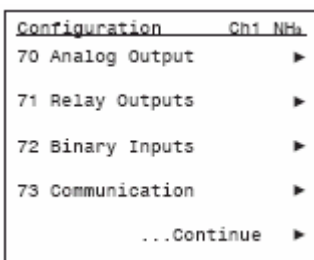 Configuration Ch1 NH₃
70 Analog Output ►
71 Relay Outputs ►
72 Binary Inputs ►
73 Communication ►
...Continue ►